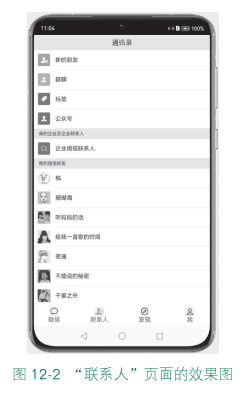 11:04
100%
通讯录
新的朋友
群聊
标签
公众号
我的企业及企业联系人
企业微信联系人
我的微信好友
枫
珊瑚海
听妈妈的话
给我一首歌的时间
夜曲
不能说的秘密
千里之外
微信 联系人 发现 我
图 12-2 “联系人”页面的效果图